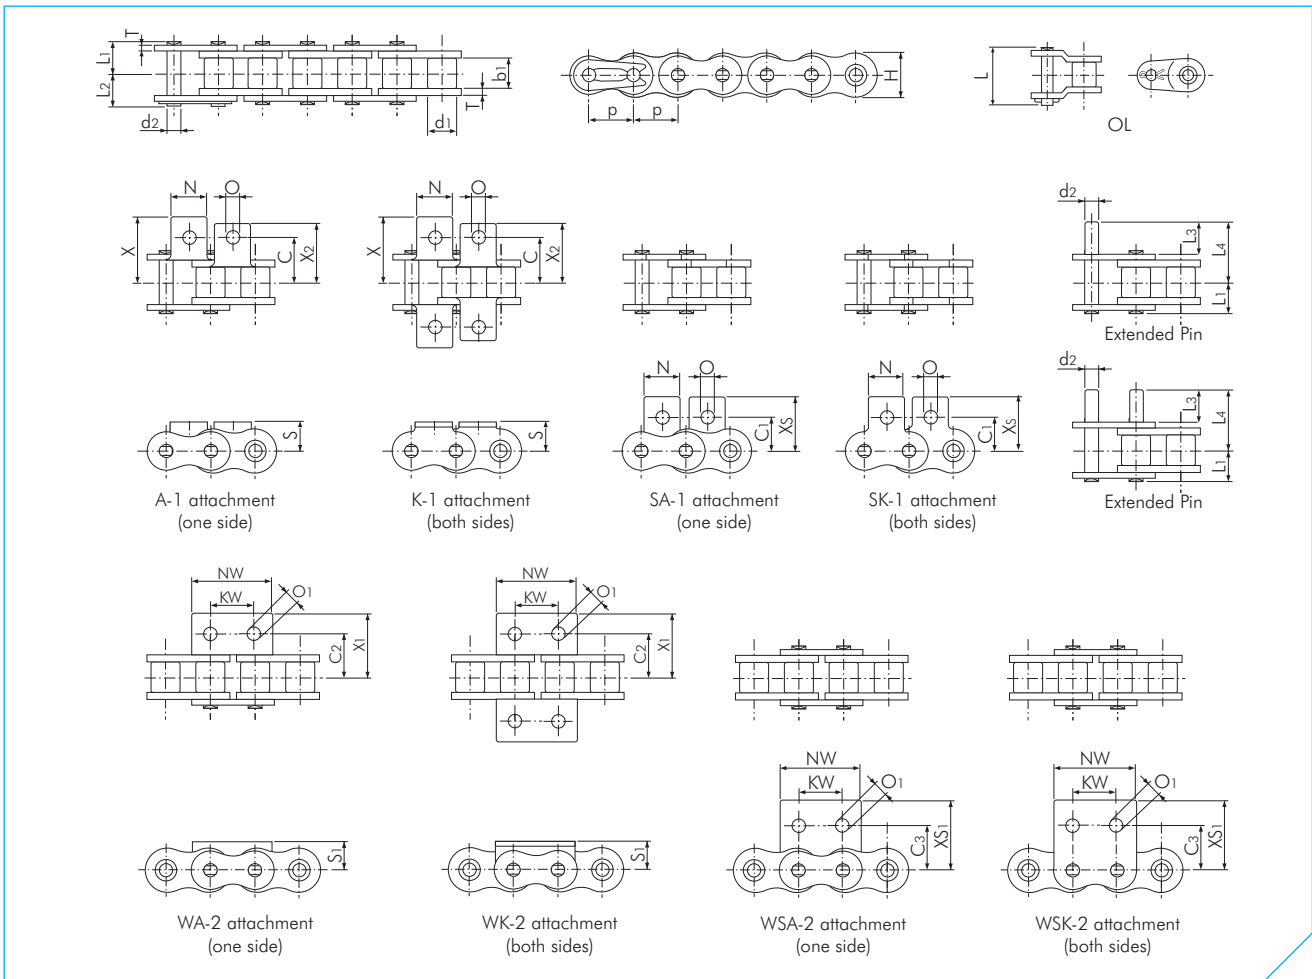 T
L1
L2
b1
T
d2
d1
p
p
H
L
OL
N
O
X
C
X2
N
O
X
C
X2
d2
L3
L4
L1
Extended Pin
S
A-1 attachment
(one side)
S
K-1 attachment
(both sides)
N
O
C1
XS
SA-1 attachment
(one side)
N
O
C1
XS
SK-1 attachment
(both sides)
d2
L3
L4
L1
Extended Pin
NW
KW
O1
C2
X1
NW
KW
O1
C2
X1
S1
WA-2 attachment
(one side)
S1
WK-2 attachment
(both sides)
NW
KW
O1
C3
XS1
WSA-2 attachment
(one side)
NW
KW
O1
C3
XS1
WSK-2 attachment
(both sides)